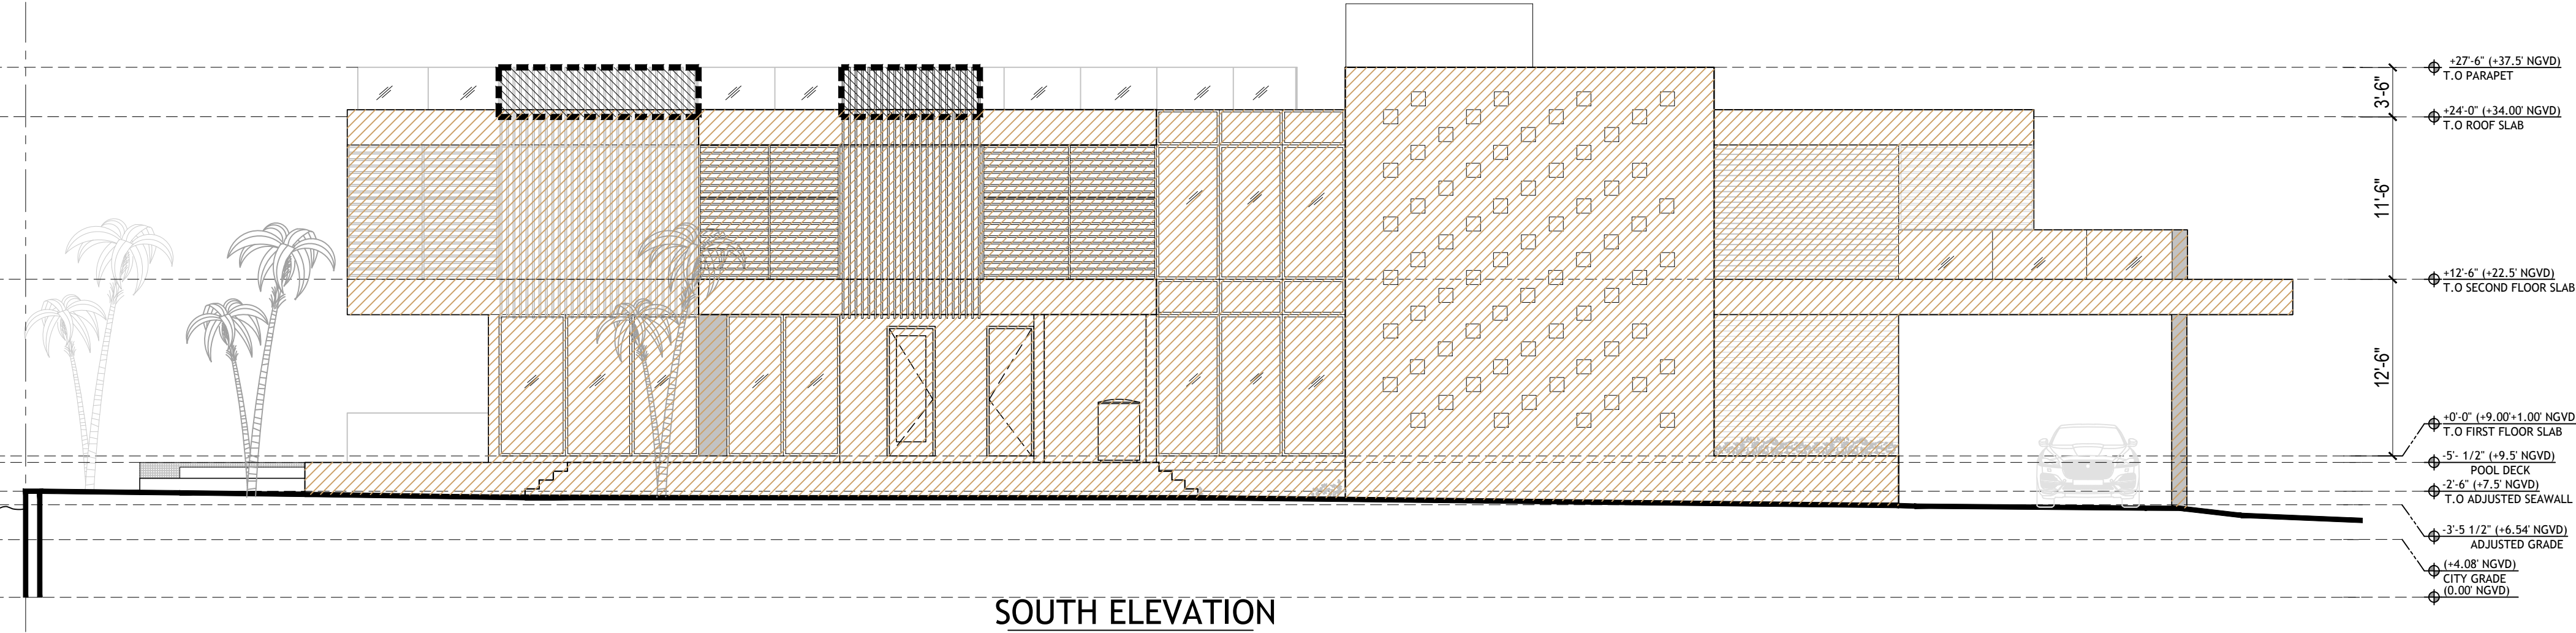 +27'-6" (+37.5' NGVD)
T.O PARAPET
3'-6"
+24'-0" (+34.00' NGVD)
T.O ROOF SLAB
11'-6"
+12'-6" (+22.5' NGVD)
T.O SECOND FLOOR SLAB
12'-6"
+0'-0" (+9.00'+1.00' NGVD
T.O FIRST FLOOR SLAB
-5'- 1/2" (+9.5' NGVD)
POOL DECK
-2'-6" (+7.5' NGVD)
T.O ADJUSTED SEAWALL
-3'-5 1/2" (+6.54' NGVD)
ADJUSTED GRADE
(+4.08' NGVD)
CITY GRADE
(0.00' NGVD)
SOUTH ELEVATION